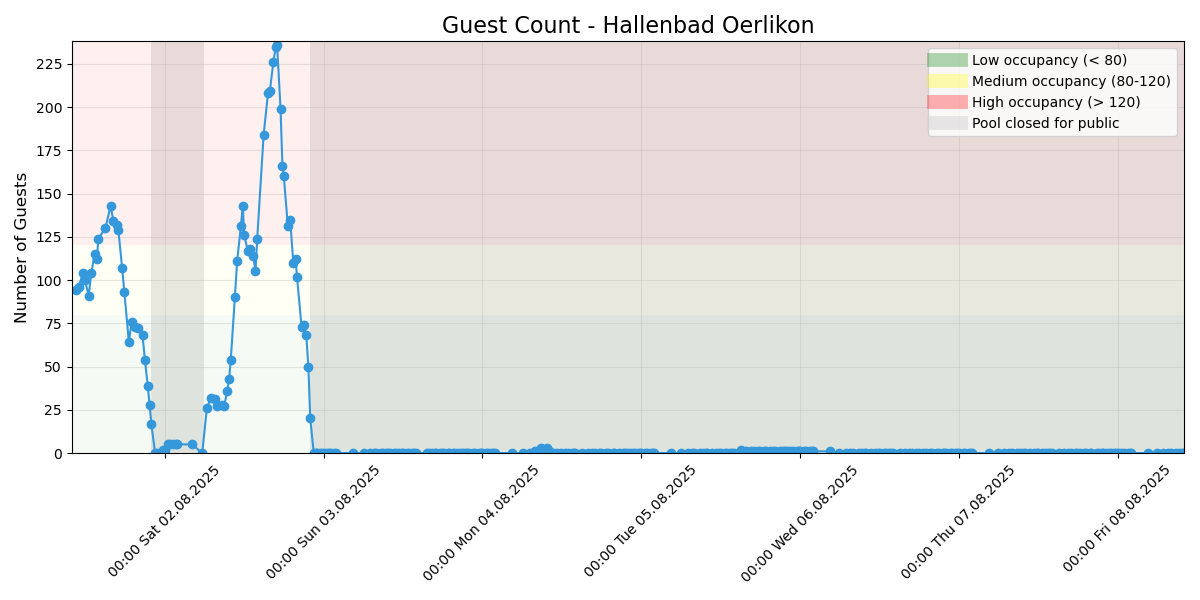 Guest Count - Hallenbad Oerlikon
Low occupancy (< 80)
Medium occupancy (80-120)
High occupancy (> 120)
Pool closed for public
Number of Guests
225
200
175
150
125
100
75
50
25
0
00:00 Sat 02.08.2025
00:00 Sun 03.08.2025
00:00 Mon 04.08.2025
00:00 Tue 05.08.2025
00:00 Wed 06.08.2025
00:00 Thu 07.08.2025
00:00 Fri 08.08.2025